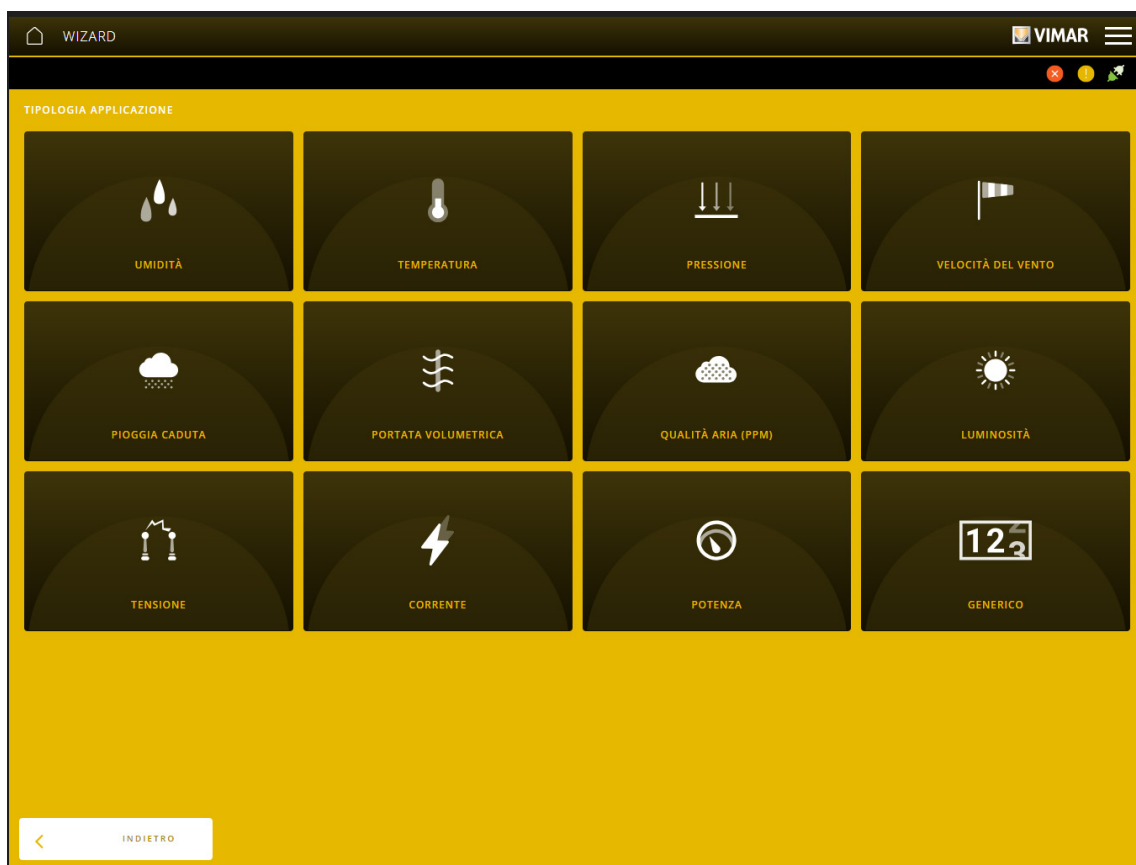 WIZARD
VIMAR
TIPOLOGIA APPLICAZIONE
UMIDITÀ
TEMPERATURA
PRESSIONE
VELOCITÀ DEL VENTO
PIOGGIA CADUTA
PORTATA VOLUMETRICA
QUALITÀ ARIA (PPM)
LUMINOSITÀ
TENSIONE
CORRENTE
123
POTENZA
GENERICO
INDIETRO